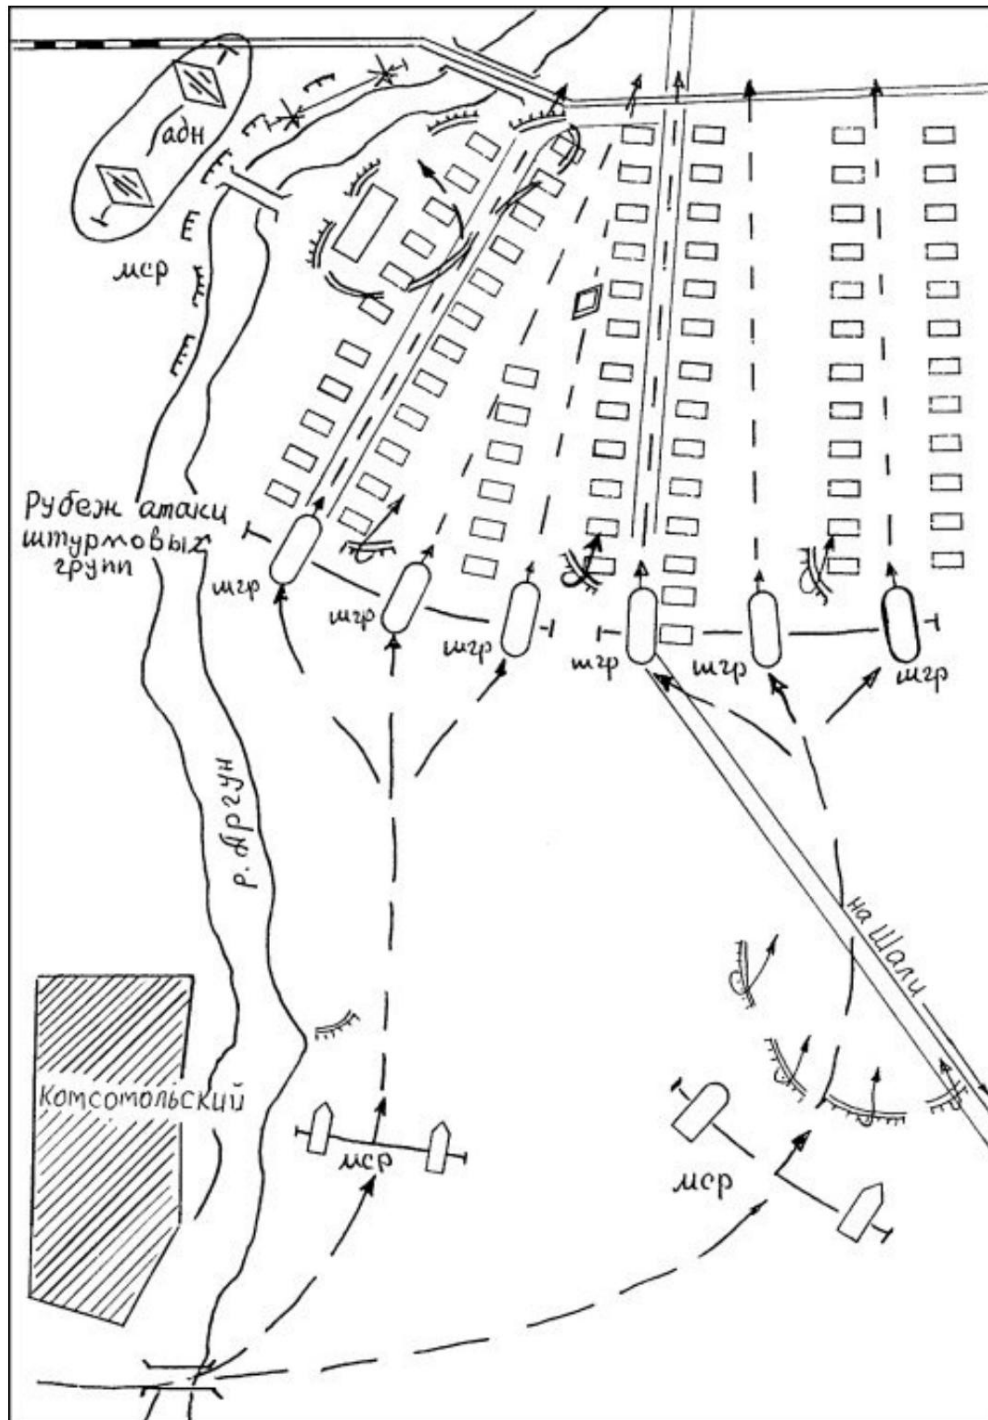 адн
мср
Рубеж атаки
штурмовых
групп
шгр
шгр
шгр
шгр
шгр
шгр
р. Аргун
на Шали
Комсомольский
мср
мср